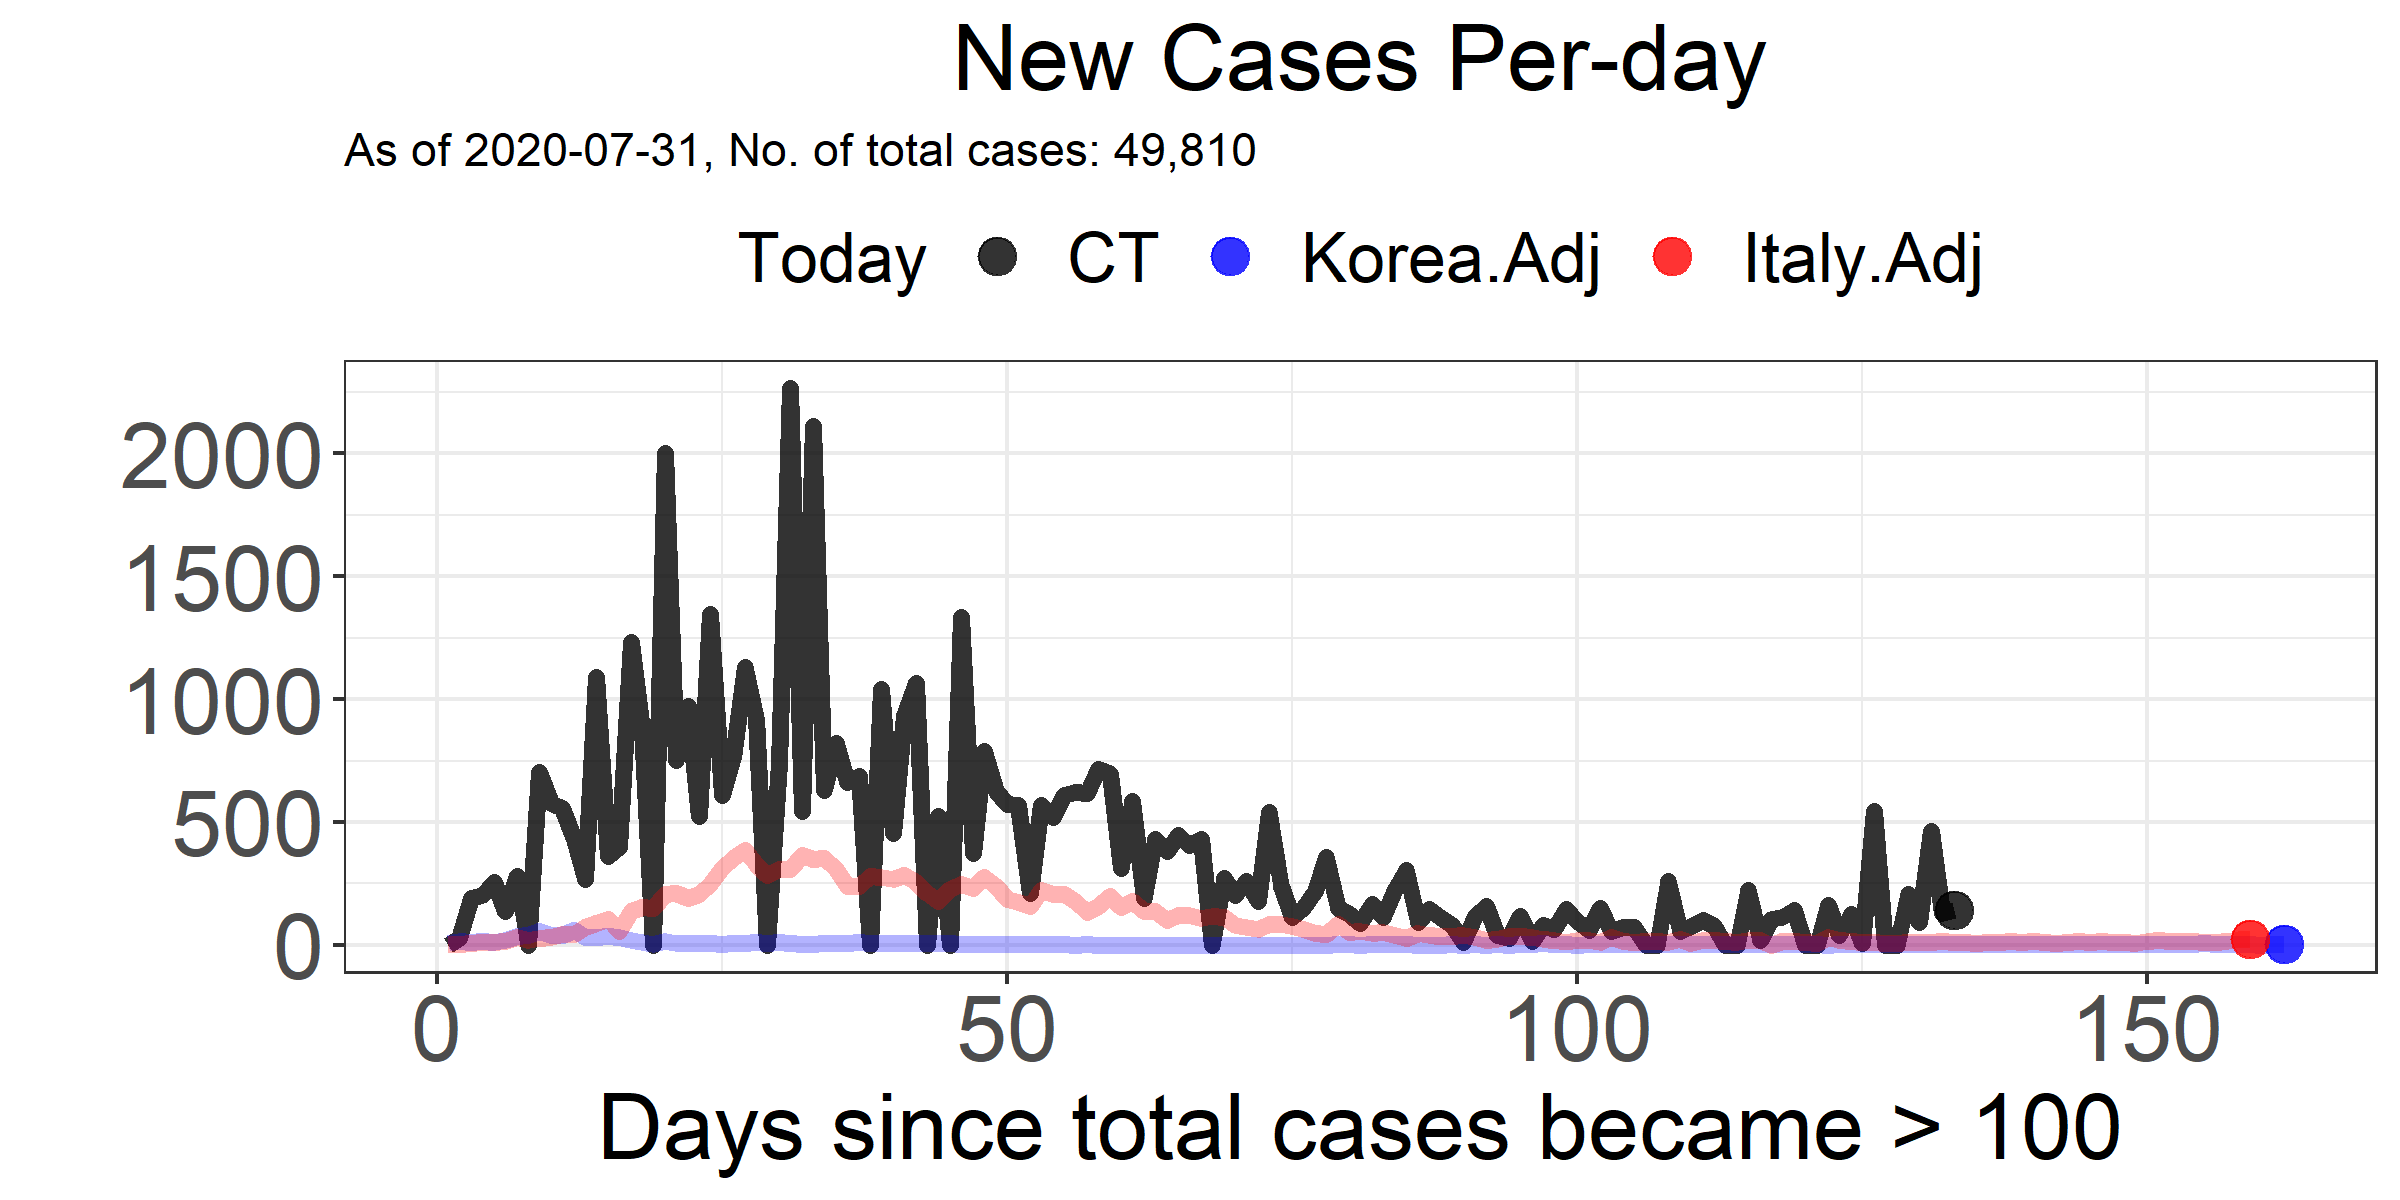 New Cases Per-day
As of 2020-07-31, No. of total cases: 49,810
Today CT Korea.Adj Italy.Adj
2000
1500
1000
500
0
0 50 100 150
Days since total cases became > 100